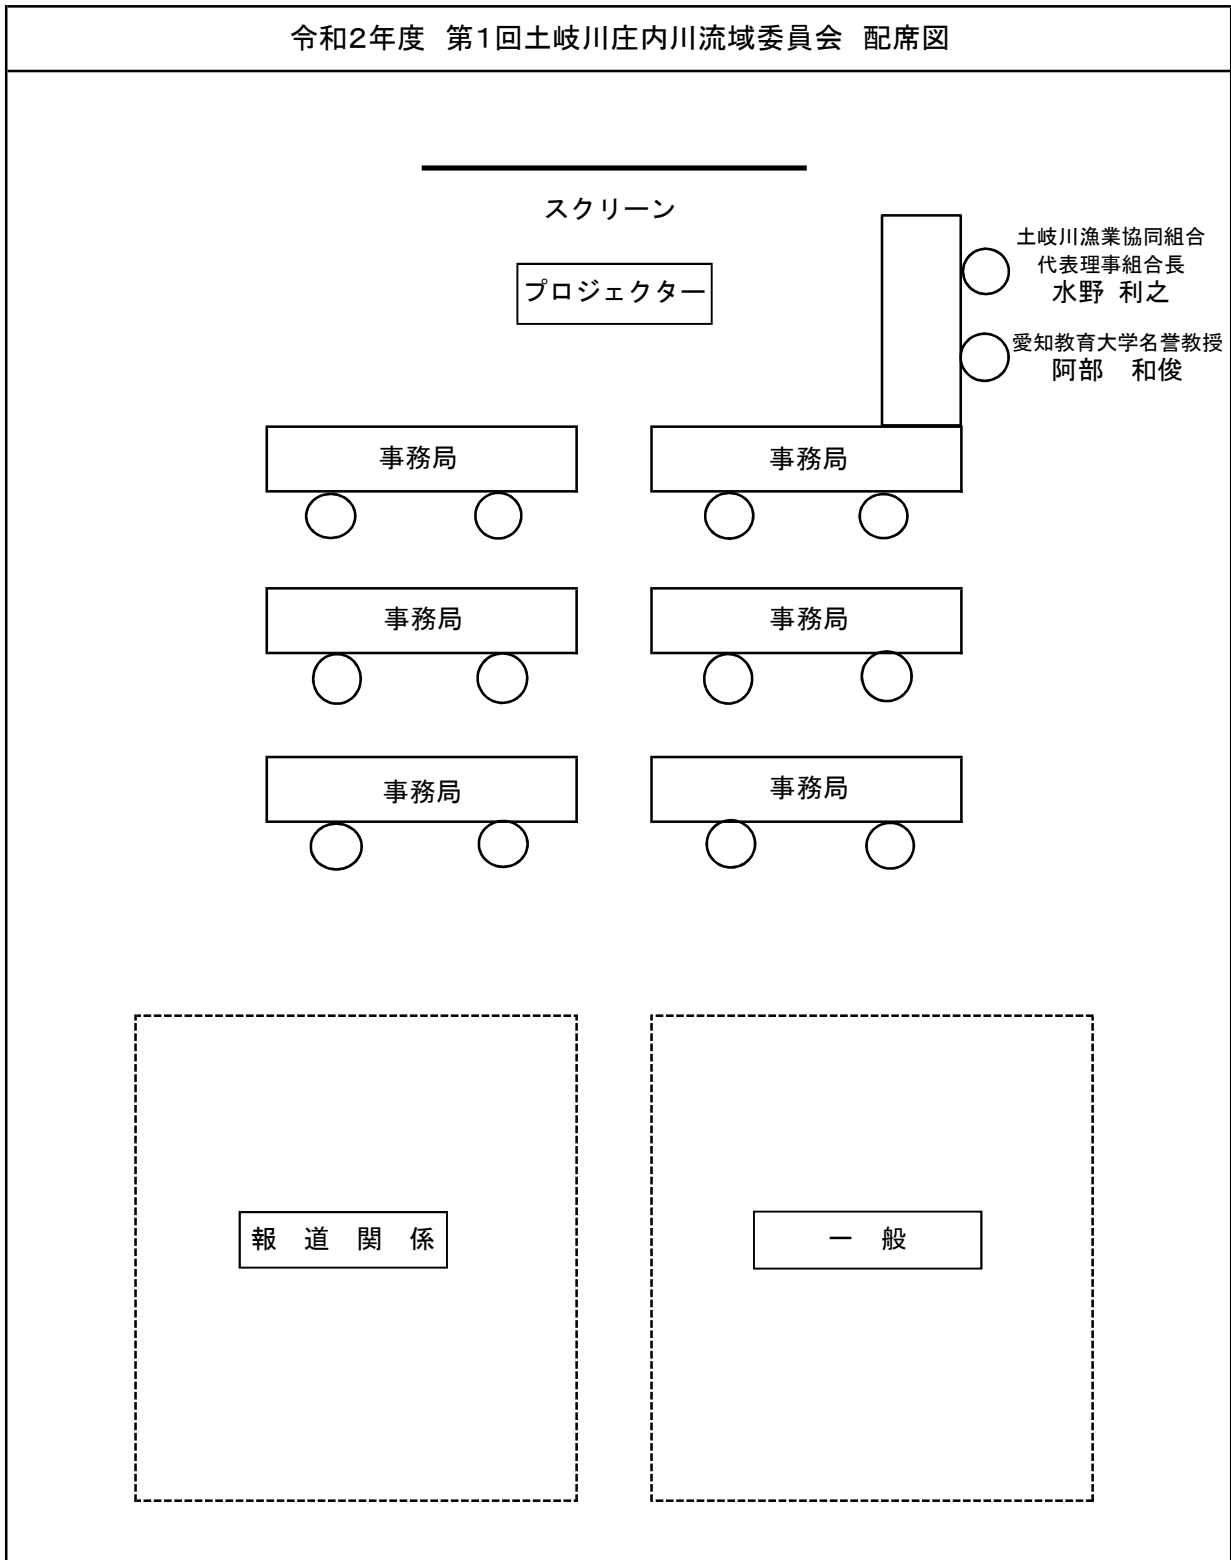 令和2年度 第1回土岐川庄内川流域委員会 配席図
スクリーン
プロジェクター
土岐川漁業協同組合
代表理事組合長
水野 利之
愛知教育大学名誉教授
阿部 和俊
事務局
事務局
事務局
事務局
事務局
事務局
報 道 関 係
一 般